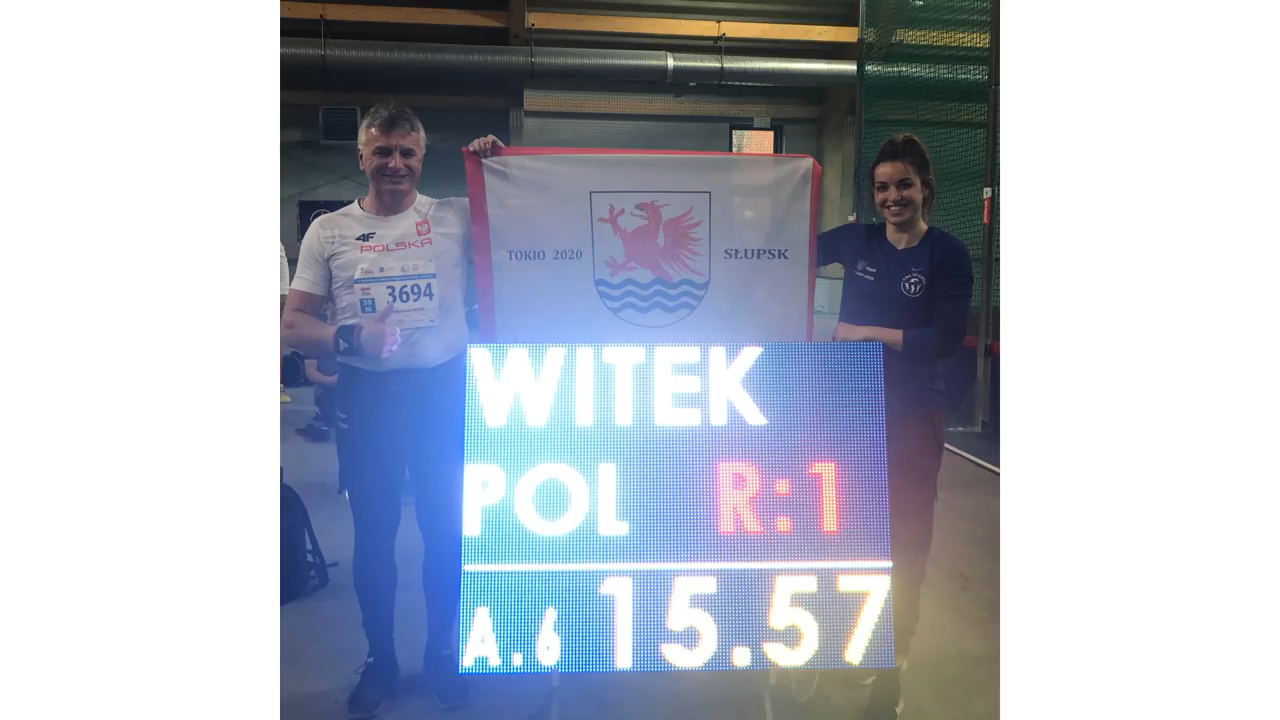 TOKIO 2020
SŁUPSK
4F
POLSKA
3694
WITEK
POL R:1
A.6 15.57